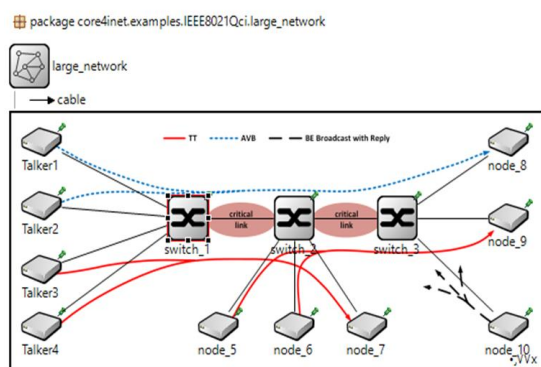 package core4inet.examples.IEEE8021Qci.large_network
large_network
cable
TT AVB BE Broadcast with Reply
Talker1
node_8
critical
link
critical
link
Talker2
switch_1
switch_2
switch_3
node_9
Talker3
Talker4
node_5
node_6
node_7
node_10